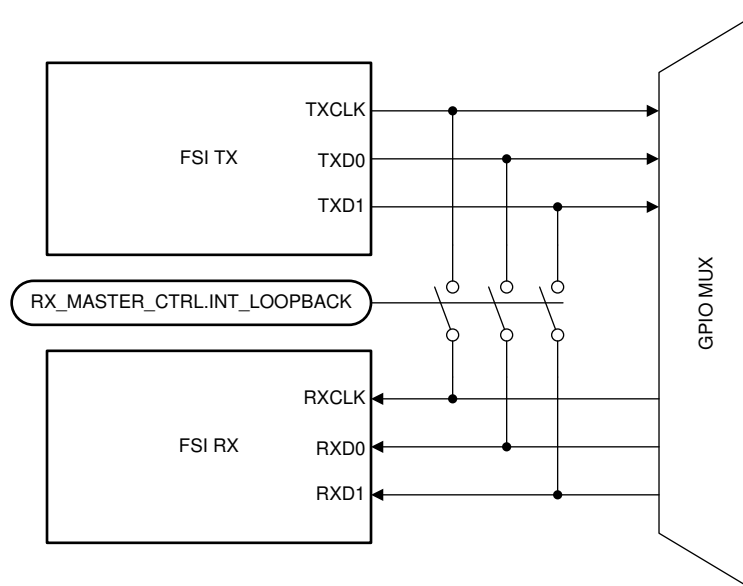 TXCLK
FSI TX
TXD0
TXD1
RX_MASTER_CTRL.INT_LOOPBACK
GPIO MUX
RXCLK
FSI RX
RXD0
RXD1